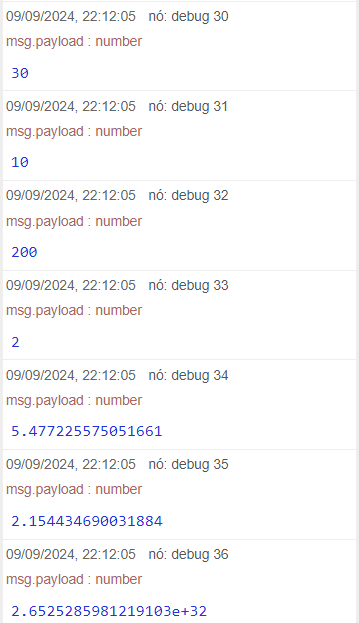 09/09/2024, 22:12:05 nó: debug 30
msg.payload : number
30
09/09/2024, 22:12:05 nó: debug 31
msg.payload : number
10
09/09/2024, 22:12:05 nó: debug 32
msg.payload : number
200
09/09/2024, 22:12:05 nó: debug 33
msg.payload : number
2
09/09/2024, 22:12:05 nó: debug 34
msg.payload : number
5.477225575051661
09/09/2024, 22:12:05 nó: debug 35
msg.payload : number
2.154434690031884
09/09/2024, 22:12:05 nó: debug 36
msg.payload : number
2.6525285981219103e+32